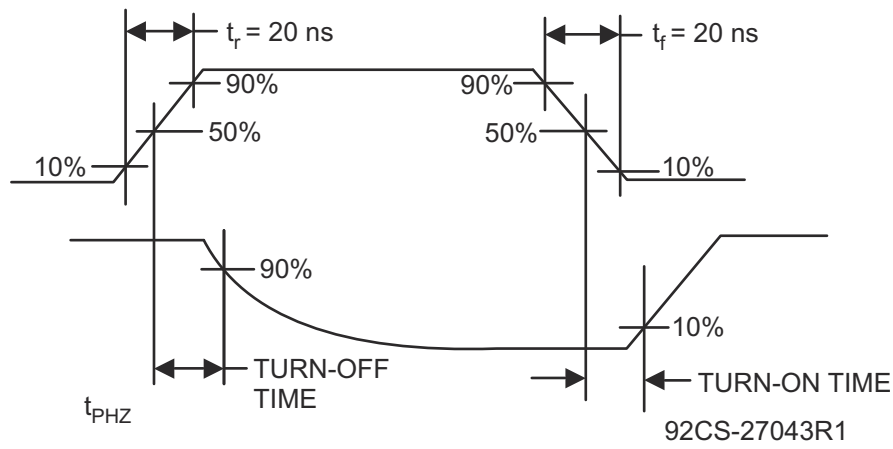 t_r = 20 ns
t_f = 20 ns
90%
90%
50%
50%
10%
10%
90%
10%
TURN-OFF
TIME
TURN-ON TIME
t_PHZ
92CS-27043R1